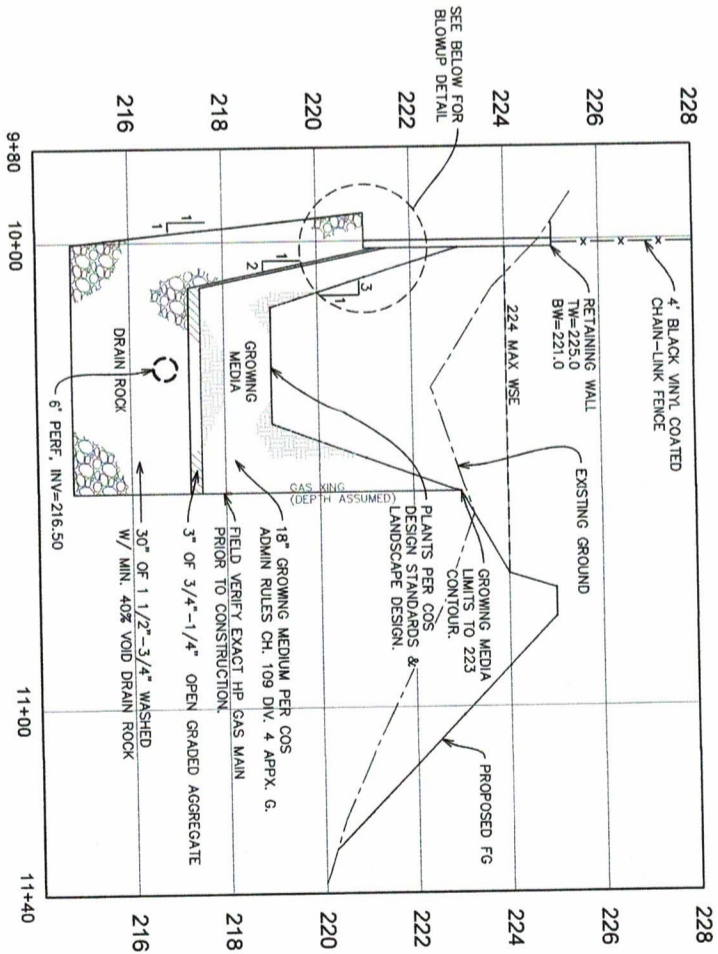 SEE BELOW FOR
BLOWUP DETAIL
228
226
224
222
220
218
216
9+80
10+00
11+00
11+40
228
226
224
222
220
218
216
4' BLACK VINYL COATED
CHAIN-LINK FENCE
RETAINING WALL
TW=225.0
BW=221.0
224 MAX WSE
EXISTING GROUND
GROWING MEDIA
LIMITS TO 223
CONTOUR.
PROPOSED FG
PLANTS PER COS
DESIGN STANDARDS &
LANDSCAPE DESIGN.
GAS XING
(DEPTH ASSUMED)
3
1
1
2
1
1
GROWING
MEDIA
18" GROWING MEDIUM PER COS
ADMIN RULES CH. 109 DIV. 4 APPX. G.
FIELD VERIFY EXACT HP GAS MAIN
PRIOR TO CONSTRUCTION.
3" OF 3/4"-1/4" OPEN GRADED AGGREGATE
DRAIN ROCK
30" OF 1 1/2"-3/4" WASHED
W/ MIN. 40% VOID DRAIN ROCK
6' PERF, INV=216.50